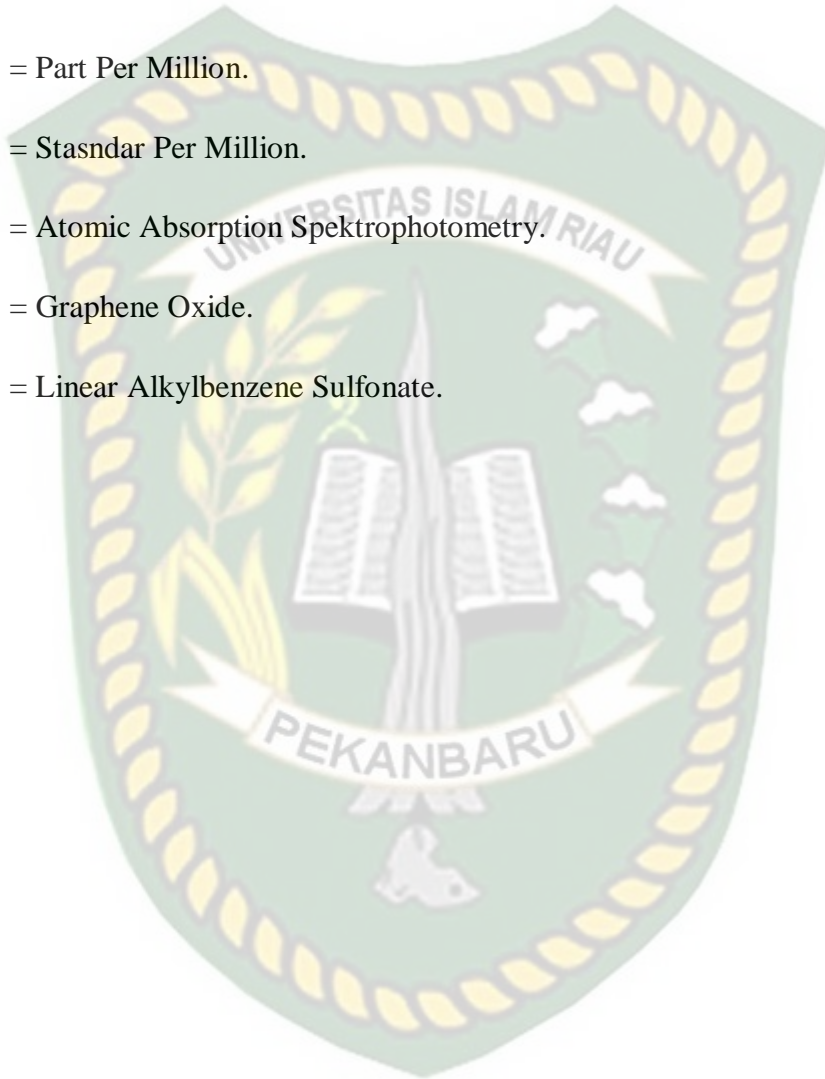 = Part Per Million.
= Stasndar Per Million.
UNIVERSITAS ISLAM RIAU
= Atomic Absorption Spektrophotometry.
= Graphene Oxide.
= Linear Alkylbenzene Sulfonate.
PEKANBARU